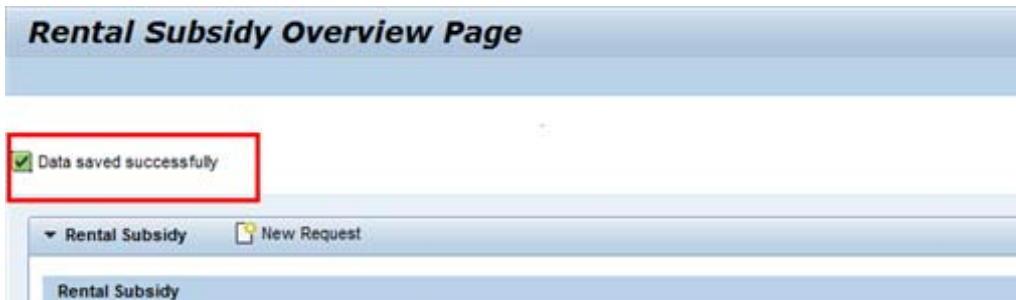 Rental Subsidy Overview Page
Data saved successfully
Rental Subsidy New Request
Rental Subsidy